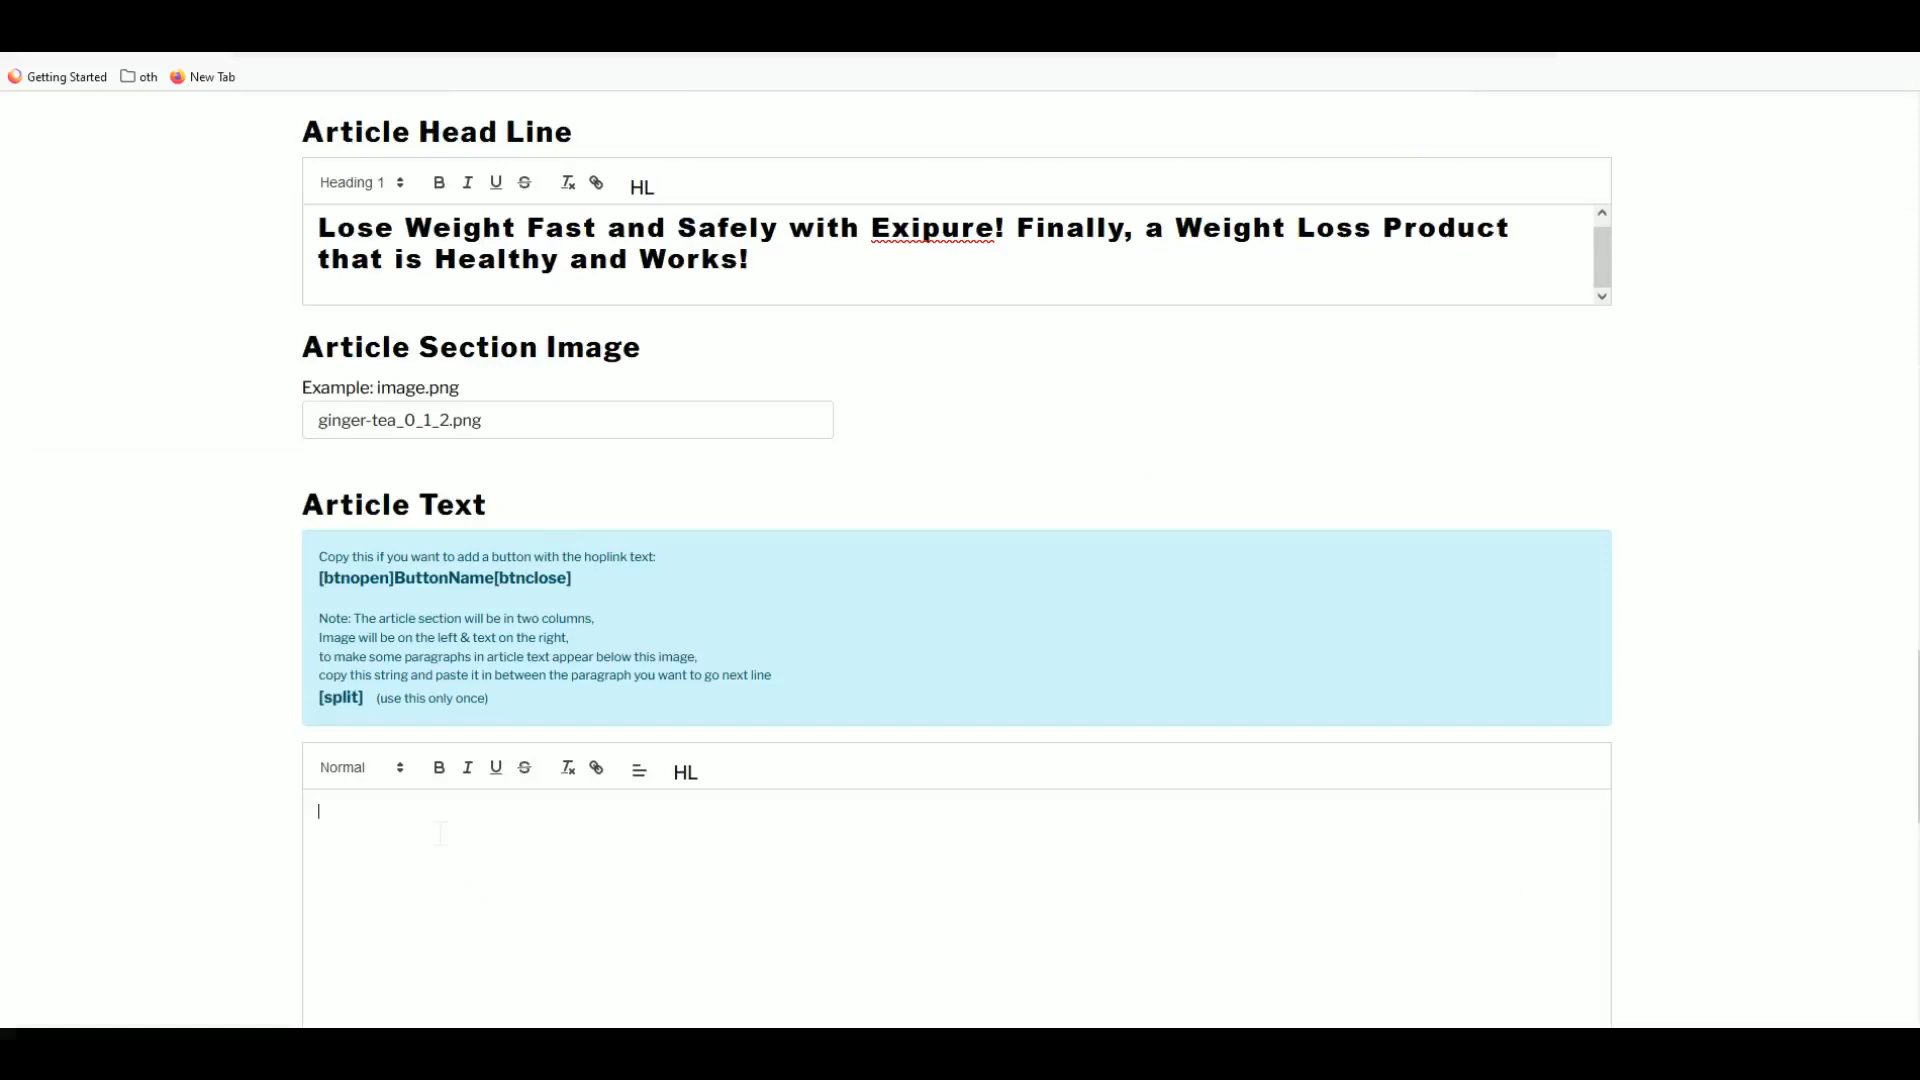 Getting Started oth New Tab
Article Head Line
Heading 1 B I U S Tx HL
Lose Weight Fast and Safely with Exipure! Finally, a Weight Loss Product
that is Healthy and Works!
Article Section Image
Example: image.png
ginger-tea_0_1_2.png
Article Text
Copy this if you want to add a button with the hoplink text:
[btnopen]ButtonName[btnclose]
Note: The article section will be in two columns,
Image will be on the left & text on the right,
to make some paragraphs in article text appear below this image,
copy this string and paste it in between the paragraph you want to go next line
[split] (use this only once)
Normal B I U S Tx HL